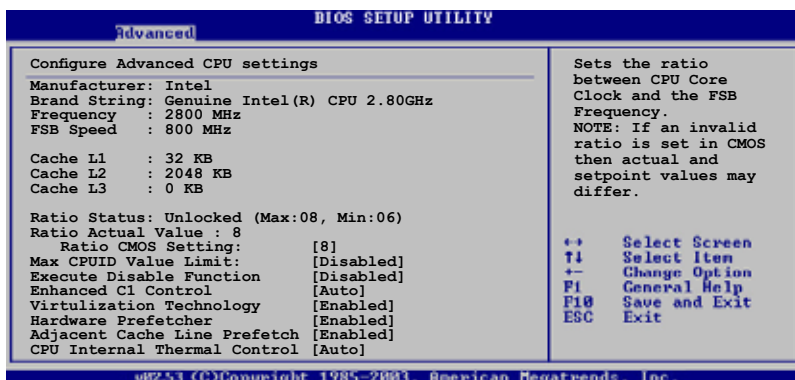 BIOS SETUP UTILITY
Advanced
Configure Advanced CPU settings
Manufacturer: Intel
Brand String: Genuine Intel(R) CPU 2.80GHz
Frequency : 2800 MHz
FSB Speed : 800 MHz
Cache L1 : 32 KB
Cache L2 : 2048 KB
Cache L3 : 0 KB
Ratio Status: Unlocked (Max:08, Min:06)
Ratio Actual Value : 8
Ratio CMOS Setting: [8]
Max CPUID Value Limit: [Disabled]
Execute Disable Function [Disabled]
Enhanced C1 Control [Auto]
Virtulization Technology [Enabled]
Hardware Prefetcher [Enabled]
Adjacent Cache Line Prefetch [Enabled]
CPU Internal Thermal Control [Auto]
Sets the ratio
between CPU Core
Clock and the FSB
Frequency.
NOTE: If an invalid
ratio is set in CMOS
then actual and
setpoint values may
differ.
↔ Select Screen
↑↓ Select Item
+- Change Option
F1 General Help
F10 Save and Exit
ESC Exit
v02.53 (C)Copyright 1985-2003, American Megatrends, Inc.